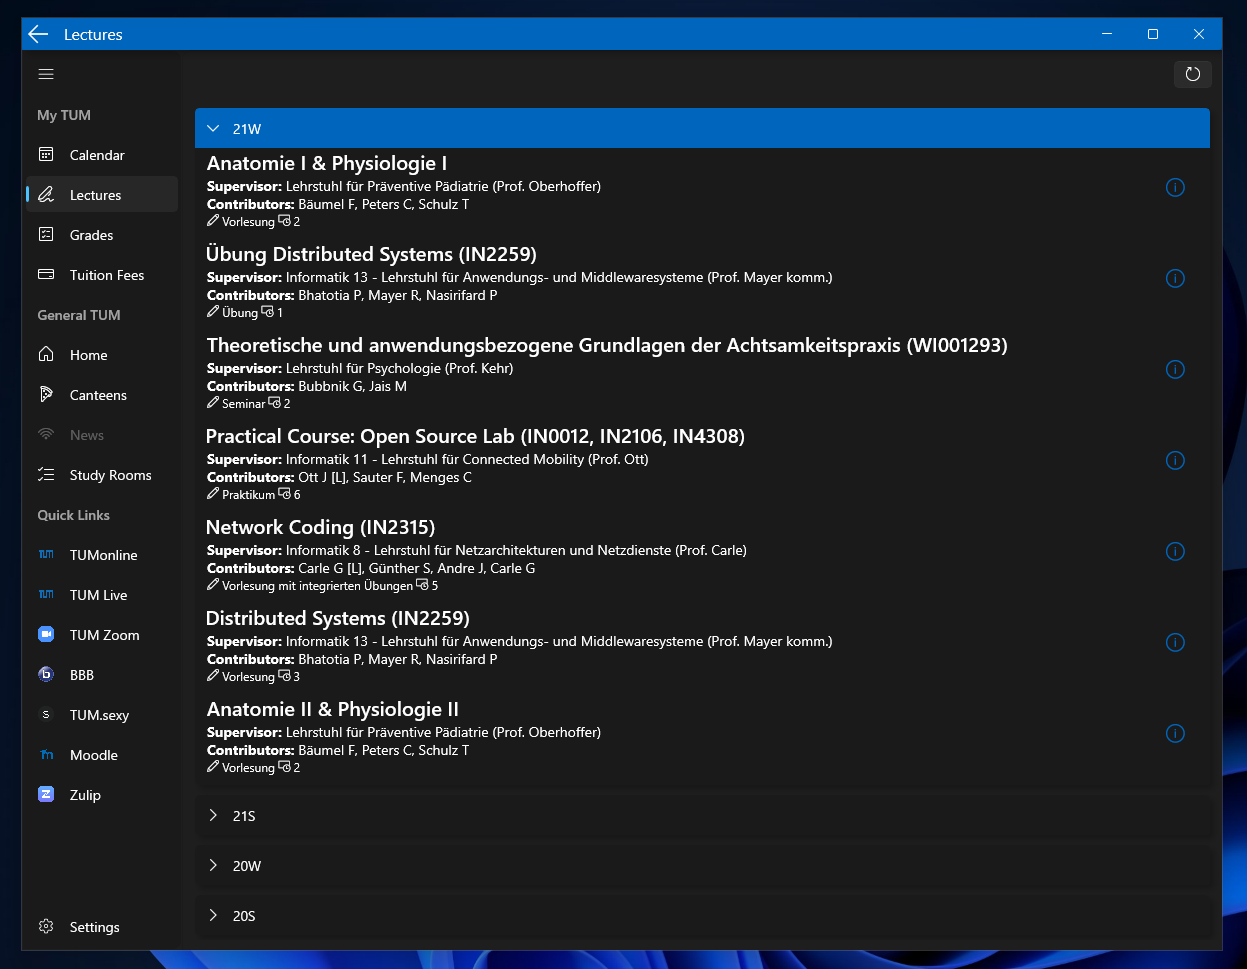 Lectures
My TUM
Calendar
Lectures
Grades
Tuition Fees
General TUM
Home
Canteens
News
Study Rooms
Quick Links
TUM TUMonline
TUM TUM Live
TUM Zoom
b BBB
S TUM.sexy
m Moodle
Z Zulip
Settings
21W
Anatomie I & Physiologie I
Supervisor: Lehrstuhl für Präventive Pädiatrie (Prof. Oberhoffer)
Contributors: Bäumel F, Peters C, Schulz T
Vorlesung 2
Übung Distributed Systems (IN2259)
Supervisor: Informatik 13 - Lehrstuhl für Anwendungs- und Middlewaresysteme (Prof. Mayer komm.)
Contributors: Bhatotia P, Mayer R, Nasirifard P
Übung 1
Theoretische und anwendungsbezogene Grundlagen der Achtsamkeitspraxis (WI001293)
Supervisor: Lehrstuhl für Psychologie (Prof. Kehr)
Contributors: Bubbnik G, Jais M
Seminar 2
Practical Course: Open Source Lab (IN0012, IN2106, IN4308)
Supervisor: Informatik 11 - Lehrstuhl für Connected Mobility (Prof. Ott)
Contributors: Ott J [L], Sauter F, Menges C
Praktikum 6
Network Coding (IN2315)
Supervisor: Informatik 8 - Lehrstuhl für Netzarchitekturen und Netzdienste (Prof. Carle)
Contributors: Carle G [L], Günther S, Andre J, Carle G
Vorlesung mit integrierten Übungen 5
Distributed Systems (IN2259)
Supervisor: Informatik 13 - Lehrstuhl für Anwendungs- und Middlewaresysteme (Prof. Mayer komm.)
Contributors: Bhatotia P, Mayer R, Nasirifard P
Vorlesung 3
Anatomie II & Physiologie II
Supervisor: Lehrstuhl für Präventive Pädiatrie (Prof. Oberhoffer)
Contributors: Bäumel F, Peters C, Schulz T
Vorlesung 2
21S
20W
20S